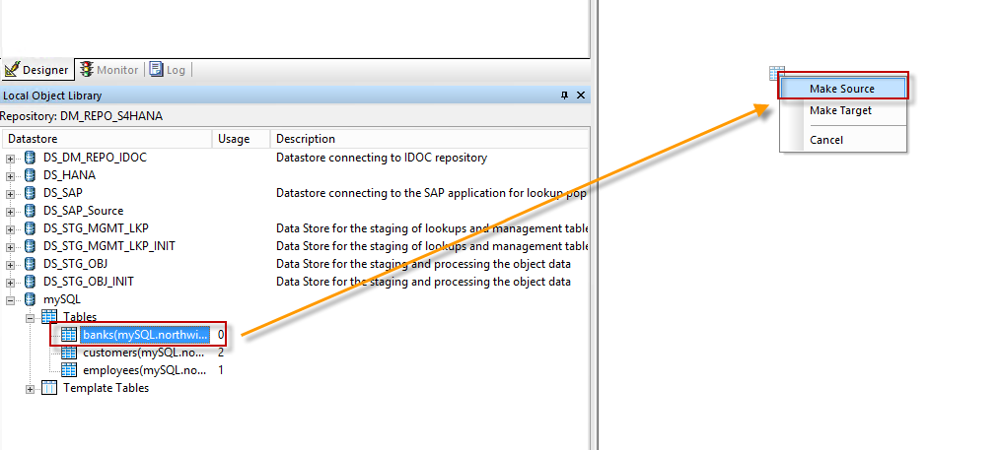 Designer Monitor Log
Local Object Library
Repository: DM_REPO_S4HANA
Datastore Usage Description
DS_DM_REPO_IDOC Datastore connecting to IDOC repository
DS_HANA
DS_SAP Datastore connecting to the SAP application for lookup pop
DS_SAP_Source
DS_STG_MGMT_LKP Data Store for the staging of lookups and management table
DS_STG_MGMT_LKP_INIT Data Store for the staging of lookups and management table
DS_STG_OBJ Data Store for the staging and processing the object data
DS_STG_OBJ_INIT Data Store for the staging and processing the object data
mySQL
Tables
banks(mySQL.northwi... 0
customers(mySQL.no... 2
employees(mySQL.no... 1
Template Tables
Make Source
Make Target
Cancel